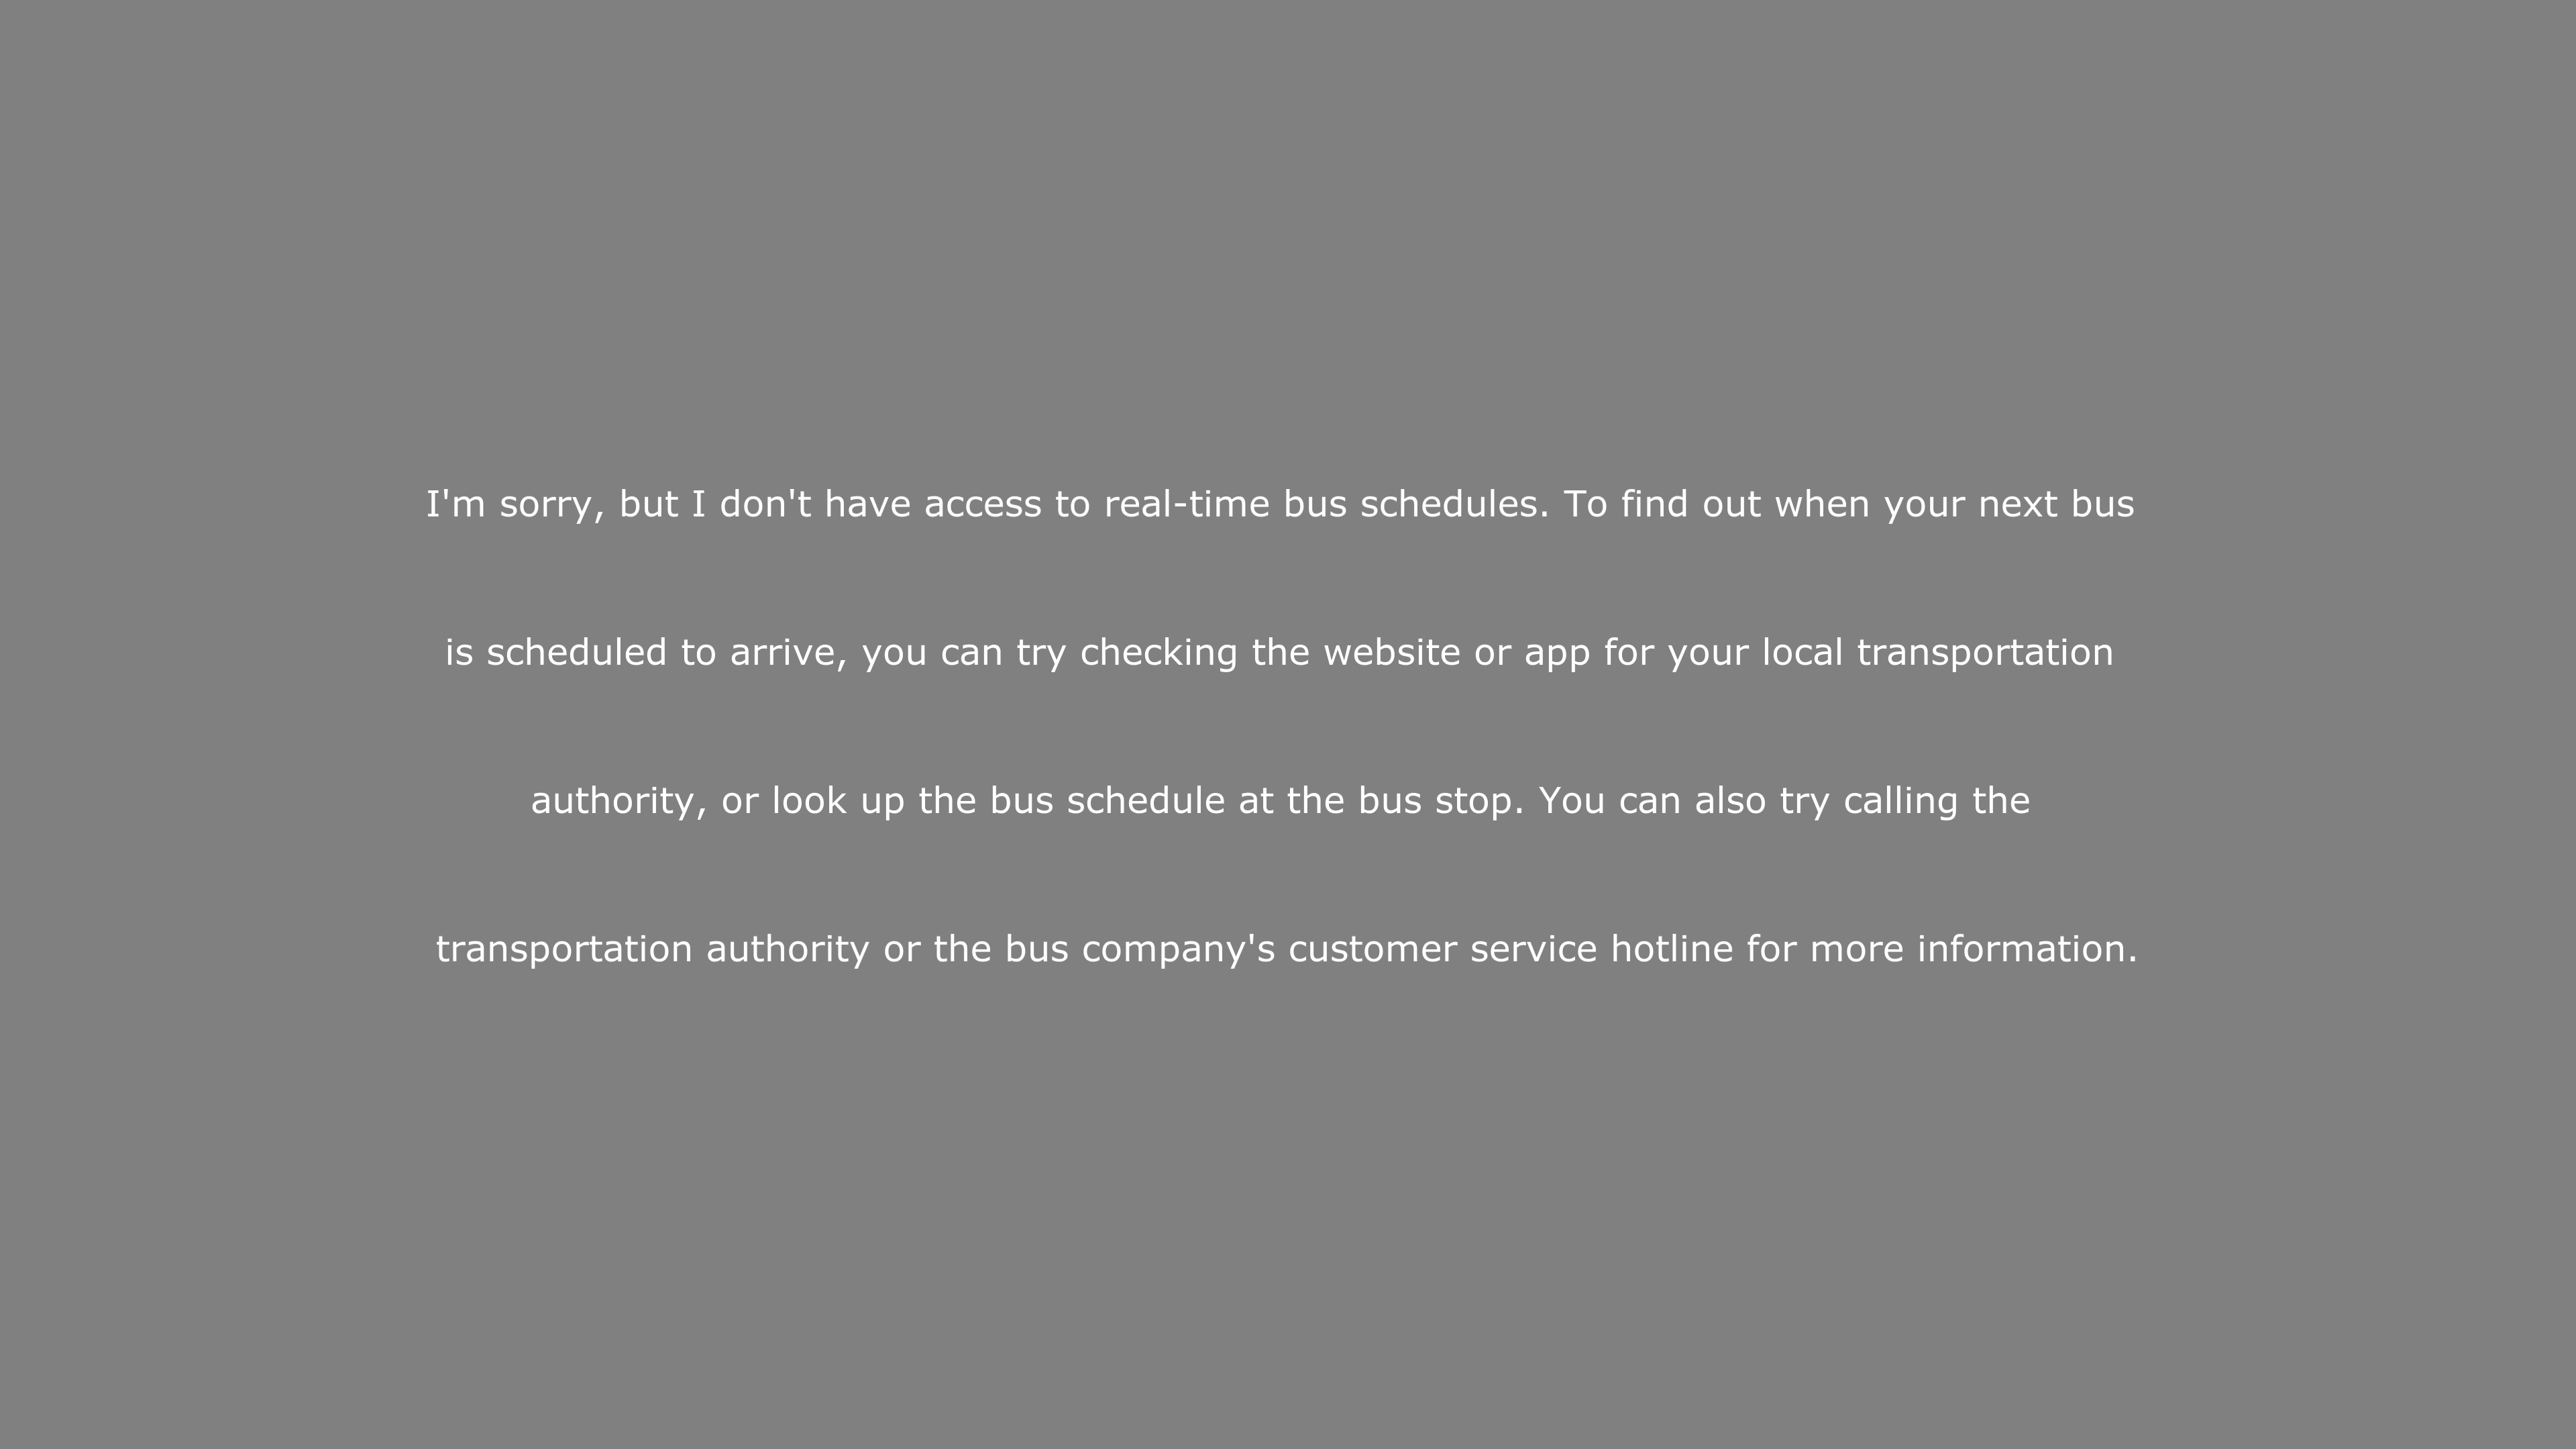 I'm sorry, but I don't have access to real-time bus schedules. To find out when your next bus
is scheduled to arrive, you can try checking the website or app for your local transportation
authority, or look up the bus schedule at the bus stop. You can also try calling the
transportation authority or the bus company's customer service hotline for more information.